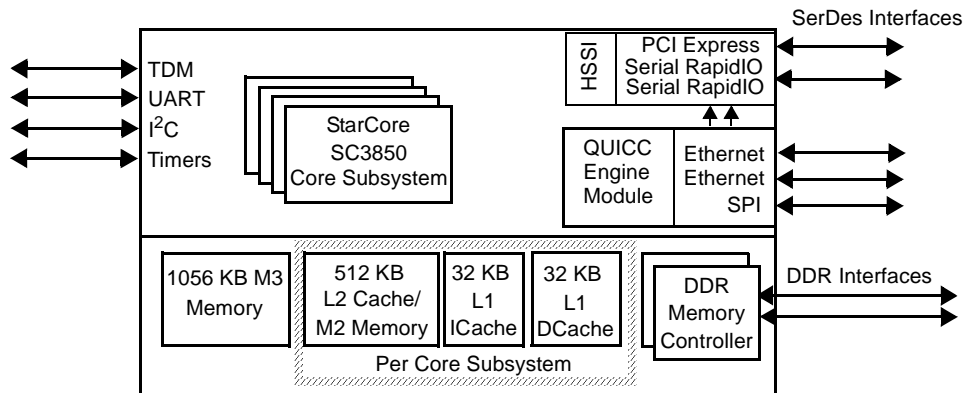 SerDes Interfaces
TDM
UART
I²C
Timers
StarCore
SC3850
Core Subsystem
HSSI
PCI Express
Serial RapidIO
Serial RapidIO
QUICC
Engine
Module
Ethernet
Ethernet
SPI
1056 KB M3
Memory
512 KB
L2 Cache/
M2 Memory
32 KB
L1
ICache
32 KB
L1
DCache
Per Core Subsystem
DDR
Memory
Controller
DDR Interfaces